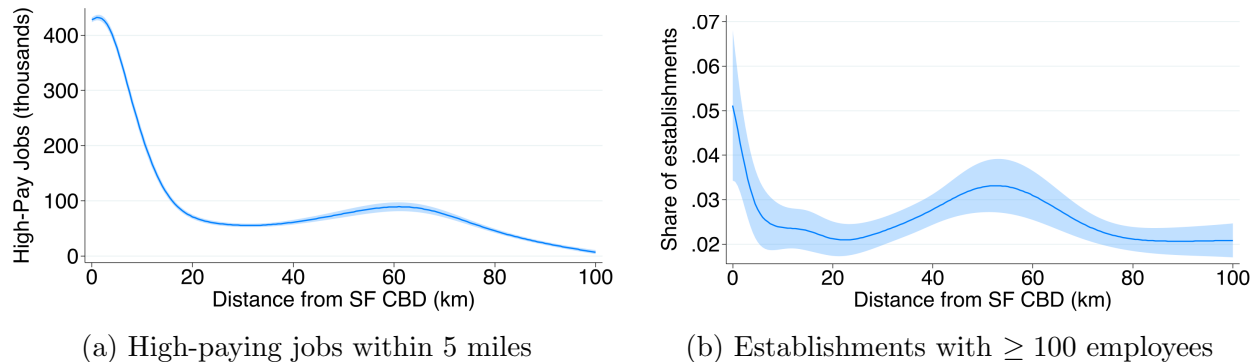 High-Pay Jobs (thousands)
400
300
200
100
0
0 20 40 60 80 100
Distance from SF CBD (km)
(a) High-paying jobs within 5 miles
Share of establishments
.07
.06
.05
.04
.03
.02
0 20 40 60 80 100
Distance from SF CBD (km)
(b) Establishments with ≥ 100 employees